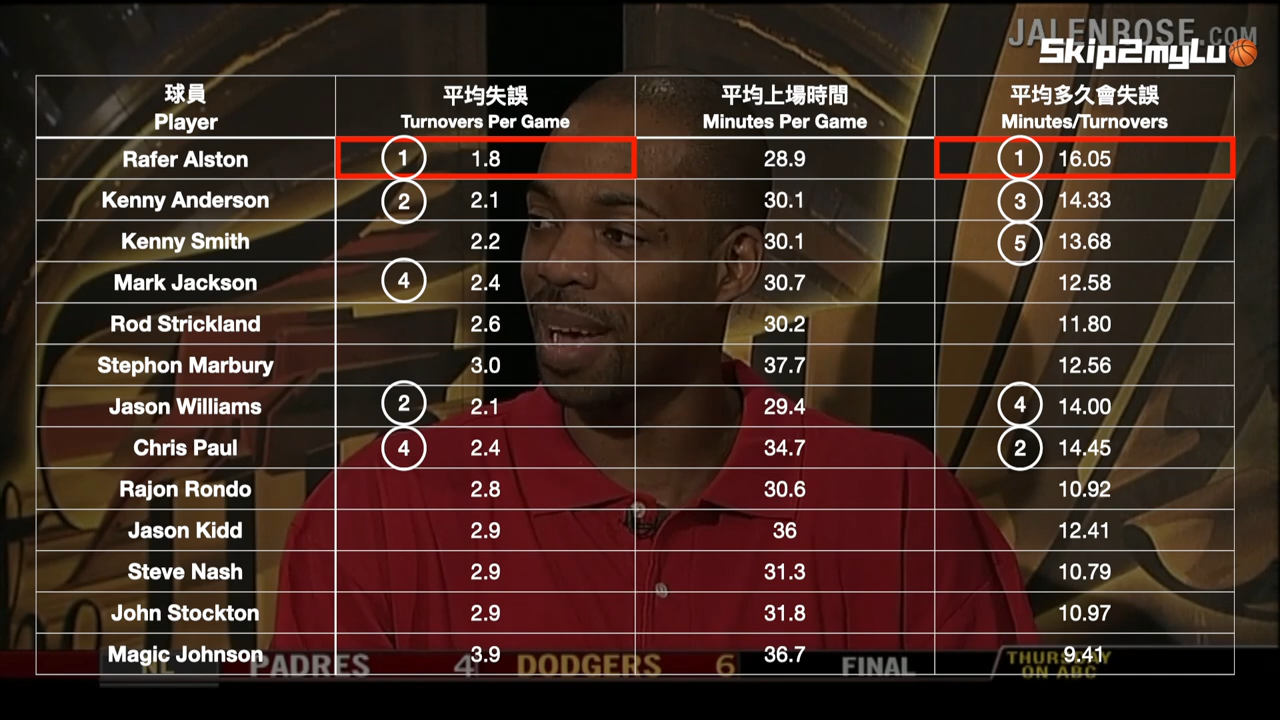 JALENROSE.COM
Skip2myLu
球員 平均失誤 平均上場時間 平均多久會失誤
Player Turnovers Per Game Minutes Per Game Minutes/Turnovers
Rafer Alston 1 1.8 28.9 1 16.05
Kenny Anderson 2 2.1 30.1 3 14.33
Kenny Smith 2.2 30.1 5 13.68
Mark Jackson 4 2.4 30.7 12.58
Rod Strickland 2.6 30.2 11.80
Stephon Marbury 3.0 37.7 12.56
Jason Williams 2 2.1 29.4 4 14.00
Chris Paul 4 2.4 34.7 2 14.45
Rajon Rondo 2.8 30.6 10.92
Jason Kidd 2.9 36 12.41
Steve Nash 2.9 31.3 10.79
John Stockton 2.9 31.8 10.97
Magic Johnson 3.9 36.7 9.41
NL PADRES 4 DODGERS 6 FINAL THURSDAY
ON ABC